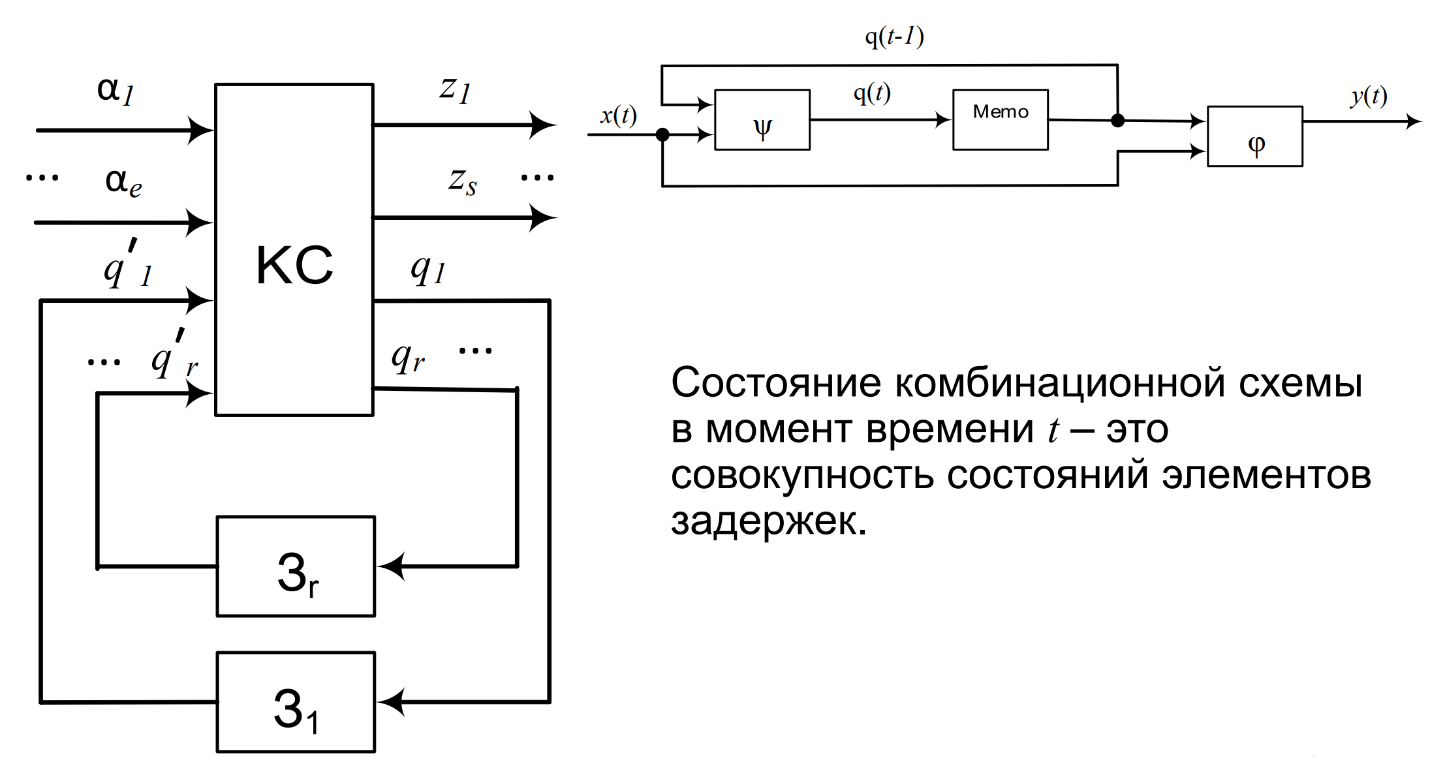 α1
z1
... αe
zs ...
q'1
КС
q1
... q'r
qr ...
Зr
З1
q(t-1)
x(t)
ψ
q(t)
Memo
φ
y(t)
Состояние комбинационной схемы
в момент времени t – это
совокупность состояний элементов
задержек.